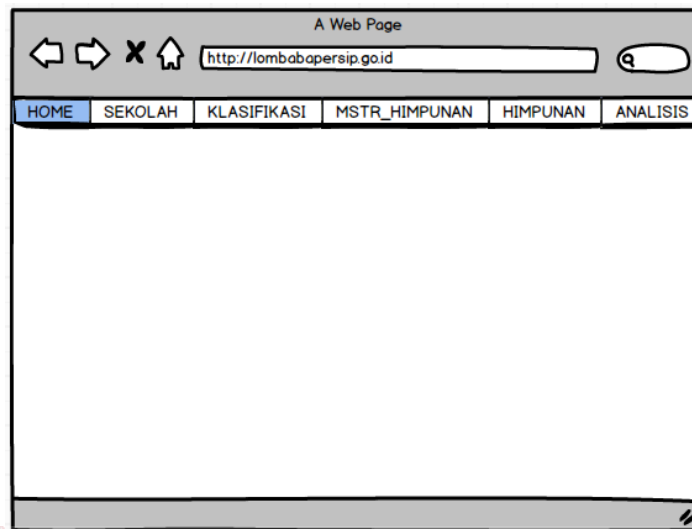 A Web Page
http://lombabapersip.go.id
HOME SEKOLAH KLASIFIKASI MSTR_HIMPUNAN HIMPUNAN ANALISIS